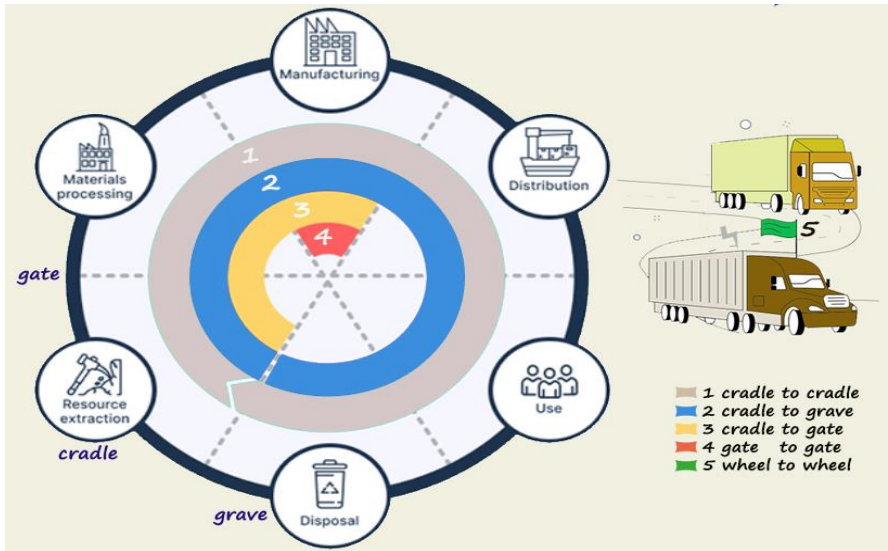 Manufacturing
Materials
processing
Distribution
1
2
3
4
5
gate
Resource
extraction
cradle
Use
grave
Disposal
1 cradle to cradle
2 cradle to grave
3 cradle to gate
4 gate to gate
5 wheel to wheel